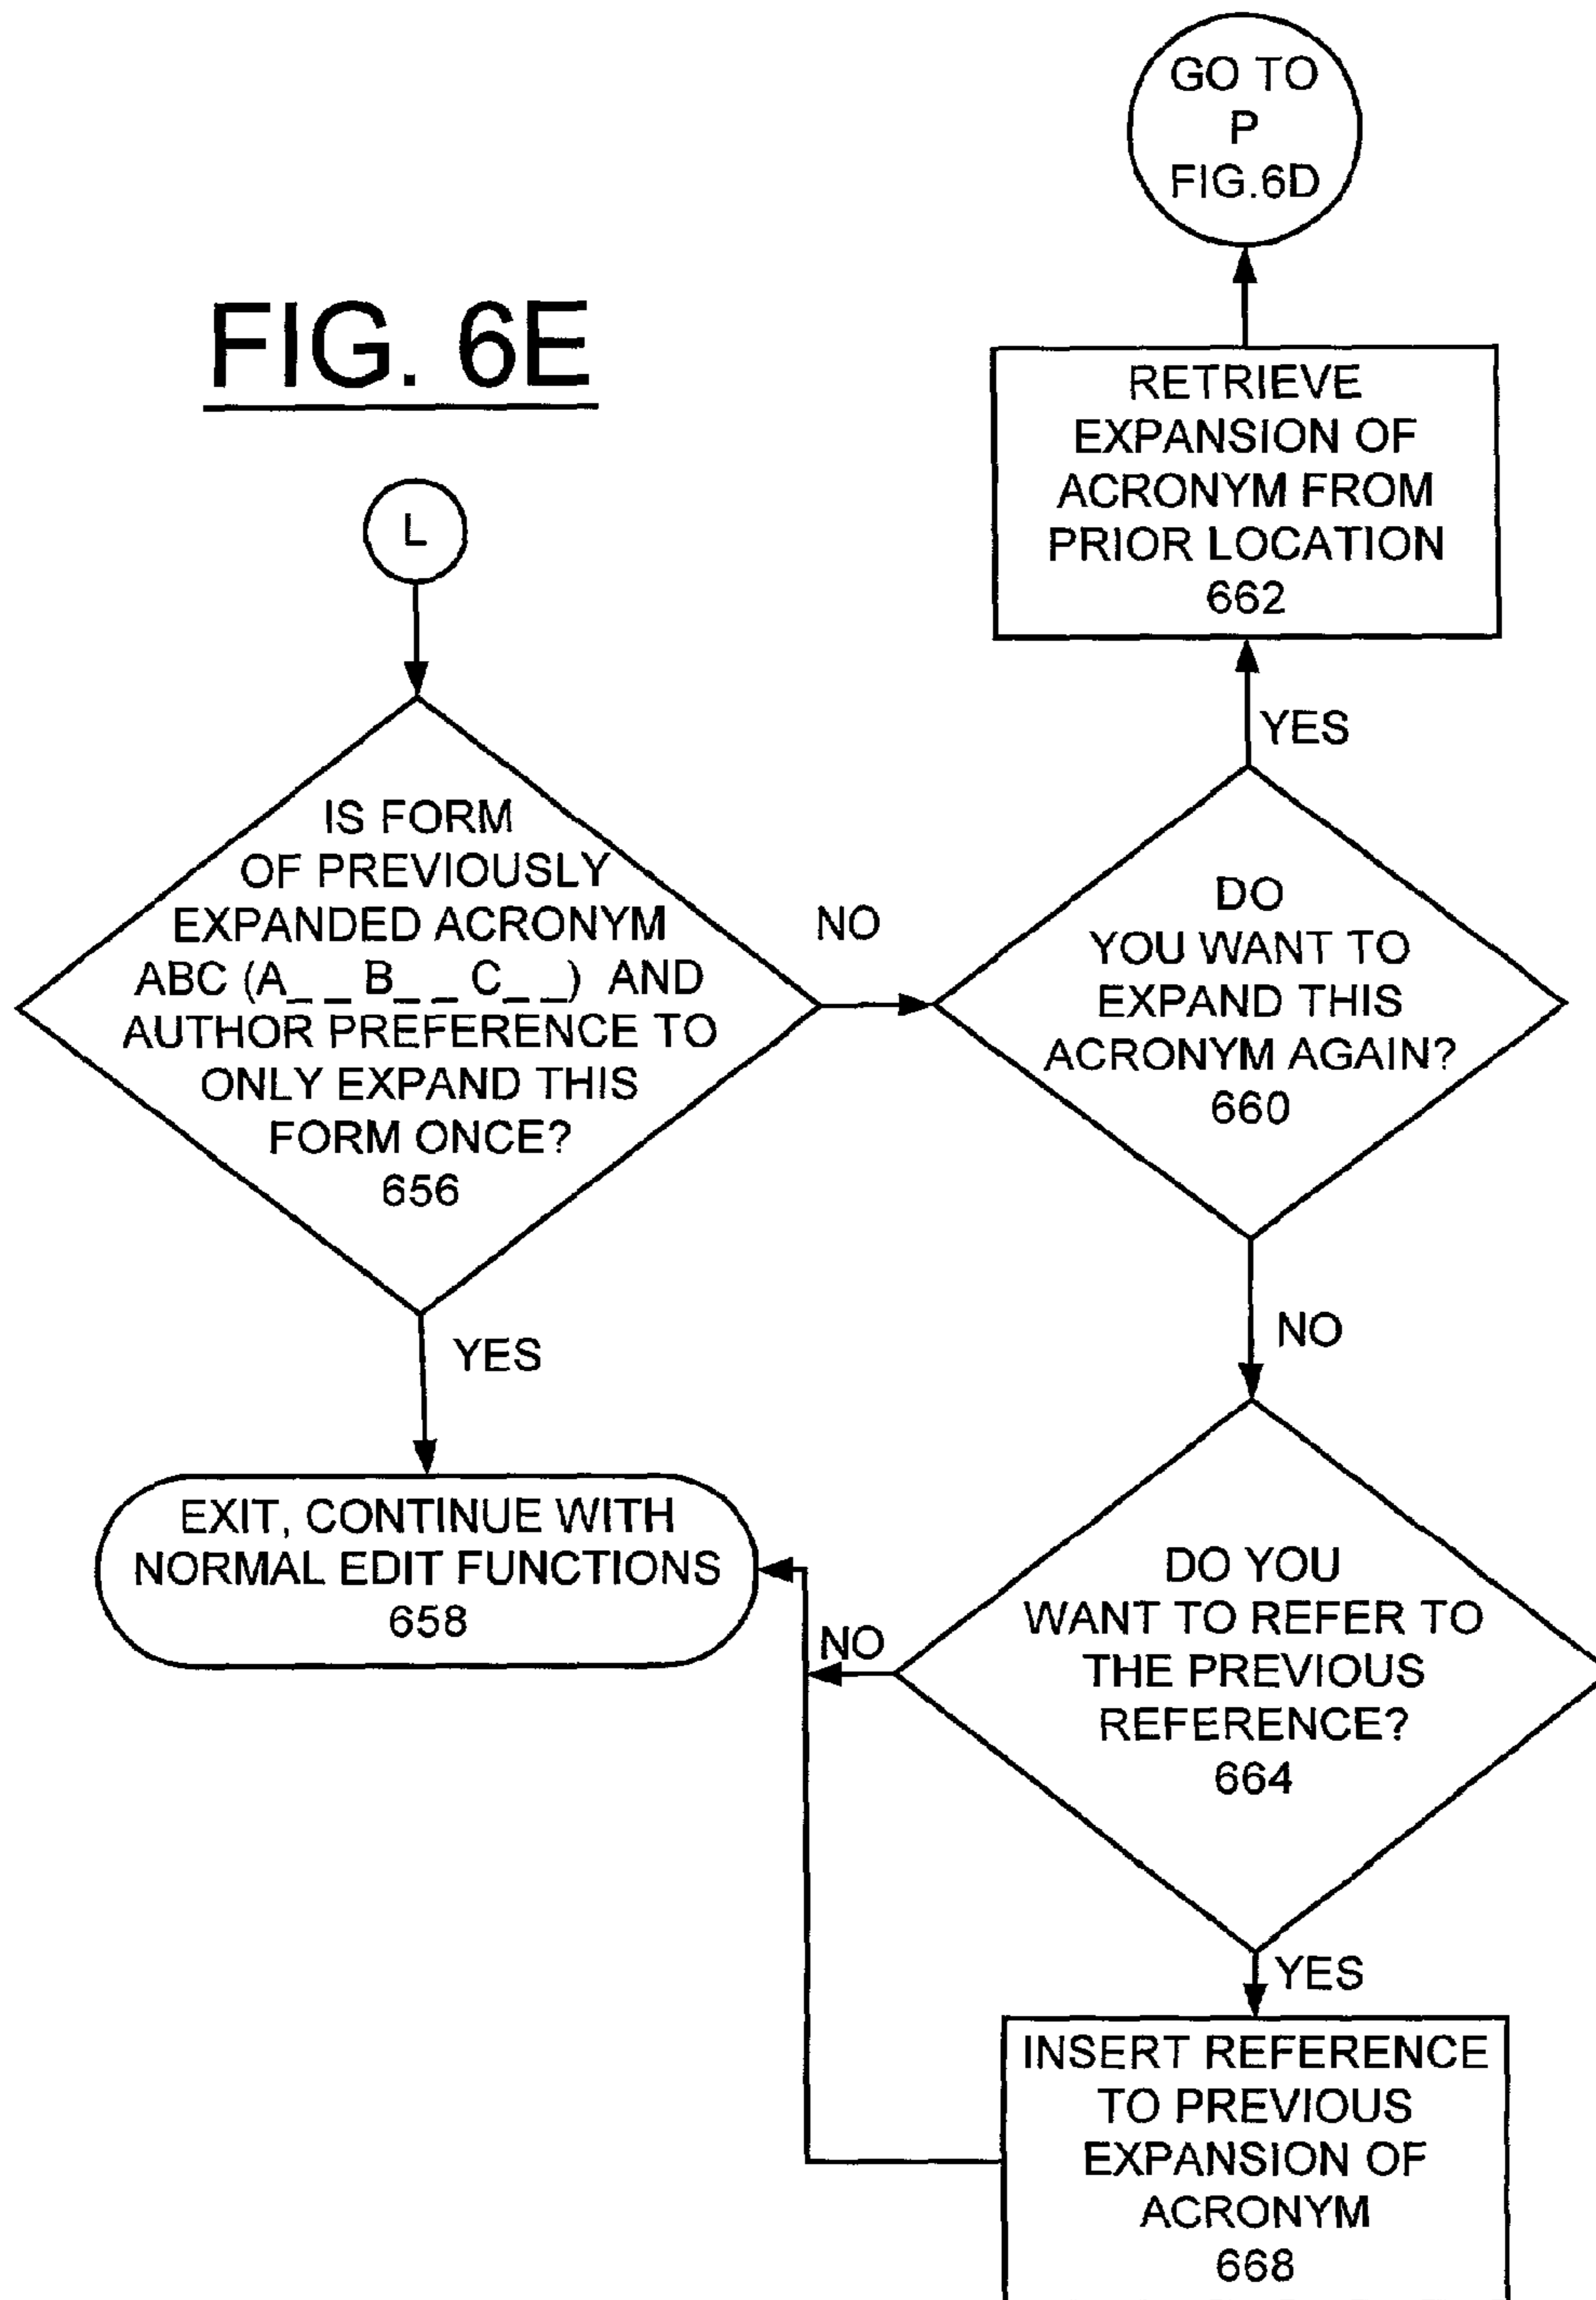 GO TO
P
FIG.6D
FIG. 6E
RETRIEVE
EXPANSION OF
ACRONYM FROM
PRIOR LOCATION
662
L
YES
IS FORM
OF PREVIOUSLY
EXPANDED ACRONYM
ABC (A_ _ B_ _ C_ _) AND
AUTHOR PREFERENCE TO
ONLY EXPAND THIS
FORM ONCE?
656
NO
DO
YOU WANT TO
EXPAND THIS
ACRONYM AGAIN?
660
YES
NO
EXIT, CONTINUE WITH
NORMAL EDIT FUNCTIONS
658
NO
DO YOU
WANT TO REFER TO
THE PREVIOUS
REFERENCE?
664
YES
INSERT REFERENCE
TO PREVIOUS
EXPANSION OF
ACRONYM
668